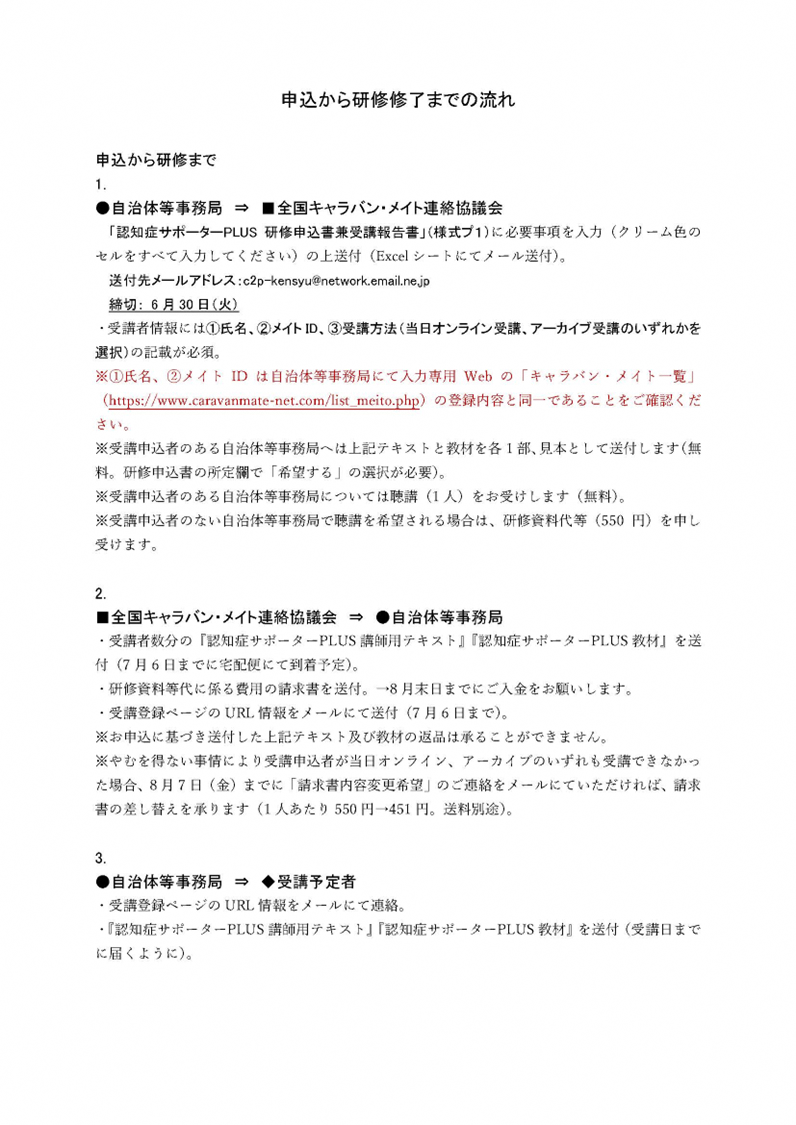 申込から研修修了までの流れ
申込から研修まで
1.
●自治体等事務局 ⇒ ■全国キャラバン・メイト連絡協議会
「認知症サポーターPLUS 研修申込書兼受講報告書」(様式プ1)に必要事項を入力（クリーム色の
セルをすべて入力してください）の上送付（Excel シートにてメール送付）。
送付先メールアドレス:c2p-kensyu@network.email.ne.jp
締切: 6月30日(火)
・受講者情報には①氏名、②メイト ID、③受講方法(当日オンライン受講、アーカイブ受講のいずれかを
選択)の記載が必須。
※①氏名、②メイト ID は自治体等事務局にて入力専用 Web の「キャラバン・メイト一覧」
（https://www.caravanmate-net.com/list_meito.php）の登録内容と同一であることをご確認くだ
さい。
※受講申込者のある自治体等事務局へは上記テキストと教材を各1部、見本として送付します（無
料。研修申込書の所定欄で「希望する」の選択が必要）。
※受講申込者のある自治体等事務局については聴講（1人）をお受けします（無料）。
※受講申込者のない自治体等事務局で聴講を希望される場合は、研修資料代等（550 円）を申し
受けます。
2.
■全国キャラバン・メイト連絡協議会 ⇒ ●自治体等事務局
・受講者数分の『認知症サポーターPLUS 講師用テキスト』『認知症サポーターPLUS 教材』を送
付（7月6日までに宅配便にて到着予定）。
・研修資料等代に係る費用の請求書を送付。→8月末日までにご入金をお願いします。
・受講登録ページの URL 情報をメールにて送付（7月6日まで）。
※お申込に基づき送付した上記テキスト及び教材の返品は承ることができません。
※やむを得ない事情により受講申込者が当日オンライン、アーカイブのいずれも受講できなかっ
た場合、8月7日（金）までに「請求書内容変更希望」のご連絡をメールにていただければ、請求
書の差し替えを承ります（1人あたり 550 円→451 円。送料別途）。
3.
●自治体等事務局 ⇒ ◆受講予定者
・受講登録ページの URL 情報をメールにて連絡。
・『認知症サポーターPLUS 講師用テキスト』『認知症サポーターPLUS 教材』を送付（受講日まで
に届くように）。